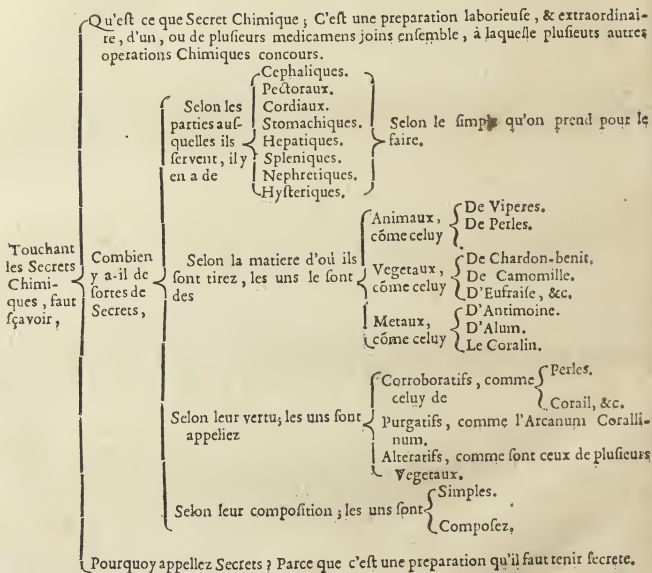 Qu'eſt ce que Secret Chimique ; C'eſt une preparation laborieuſe, & extraordinai-
re, d'un, ou de pluſieurs medicamens joins enſemble, à laquelle pluſieuts autres
operations Chimiques concours.
Cephaliques.
Pectoraux.
Cordiaux.
Stomachiques.
Hepatiques.
Spleniques.
Nephretiques.
Hyſteriques.
Selon les
parties auſ-
quelles ils
ſervent, il y
en a de
Selon le ſimple qu'on prend pour le
faire.
Touchant
les Secrets
Chimi-
ques, faut
ſçavoir,
Combien
y a-il de
ſortes de
Secrets,
Selon la matiere d'où ils
ſont tirez, les uns le ſont
des
Animaux,
cõme celuy
De Viperes.
De Perles.
Vegetaux,
cõme celuy
De Chardon-benit.
De Camomille.
D'Eufraiſe, &c.
Metaux,
cõme celuy
D'Antimoine.
D'Alum.
Le Coralin.
Selon leur vertu; les uns ſont
appellez
Corroboratifs, comme
celuy de
Perles.
Corail, &c.
Purgatifs, comme l'Arcanum Coralli-
num.
Alteratifs, comme ſont ceux de pluſieurs
Vegetaux.
Selon leur compoſition ; les uns ſont
Simples.
Compoſez,
Pourquoy appellez Secrets ? Parce que c'eſt une preparation qu'il faut tenir ſecrete.